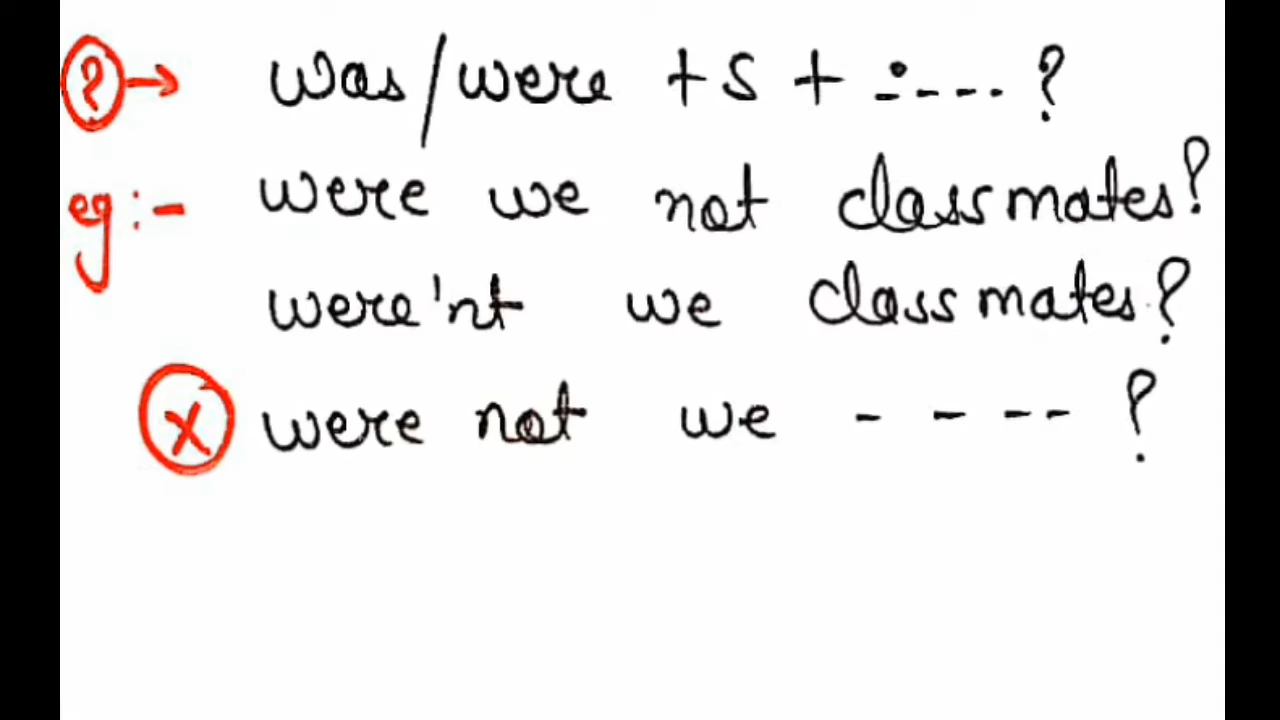 ? → was/were + S + ----- ?
eg:- were we not classmates?
were'nt we classmates?
X were not we - - - - ?